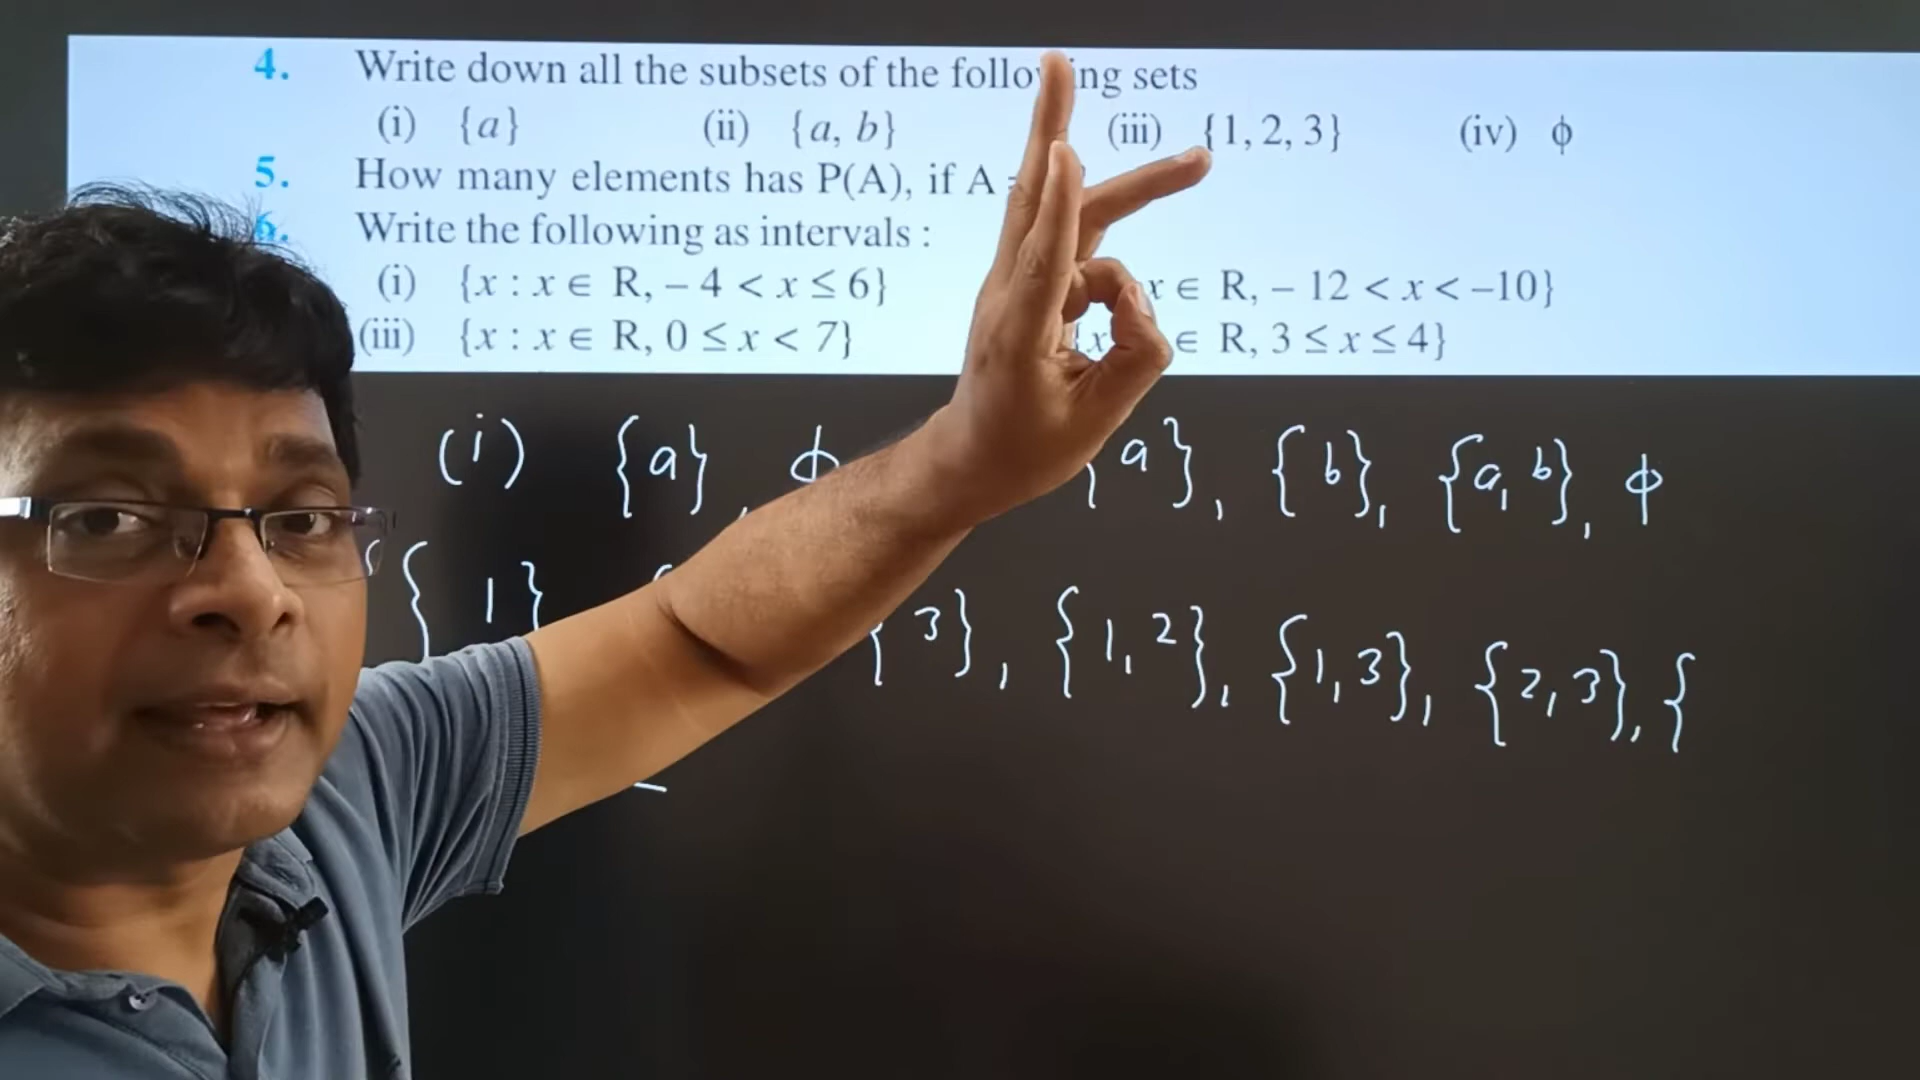 4. Write down all the subsets of the following sets
(i) {a} (ii) {a, b} (iii) {1, 2, 3} (iv) ϕ
5. How many elements has P(A), if A =
6. Write the following as intervals :
(i) {x : x ∈ R, – 4 < x ≤ 6} x ∈ R, – 12 < x < –10}
(iii) {x : x ∈ R, 0 ≤ x < 7} {x ∈ R, 3 ≤ x ≤ 4}
(i) {a}, ϕ {a}, {b}, {a, b}, ϕ
{1} {3}, {1, 2}, {1, 3}, {2, 3}, {